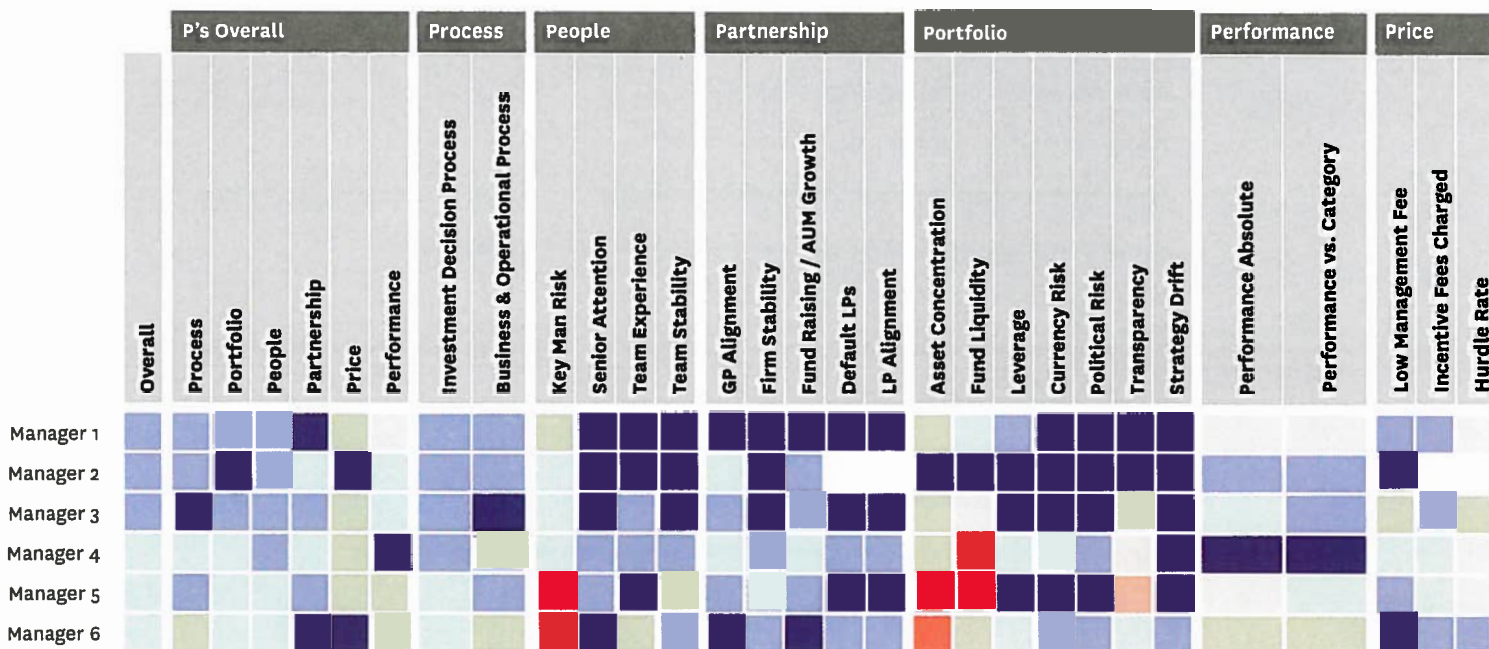 P's Overall
Process
People
Partnership
Portfolio
Performance
Price
Overall
Process
Portfolio
People
Partnership
Price
Performance
Investment Decision Process
Business & Operational Process
Key Man Risk
Senior Attention
Team Experience
Team Stability
GP Alignment
Firm Stability
Fund Raising / AUM Growth
Default LPs
LP Alignment
Asset Concentration
Fund Liquidity
Leverage
Currency Risk
Political Risk
Transparency
Strategy Drift
Performance Absolute
Performance vs. Category
Low Management Fee
Incentive Fees Charged
Hurdle Rate
Manager 1
Manager 2
Manager 3
Manager 4
Manager 5
Manager 6